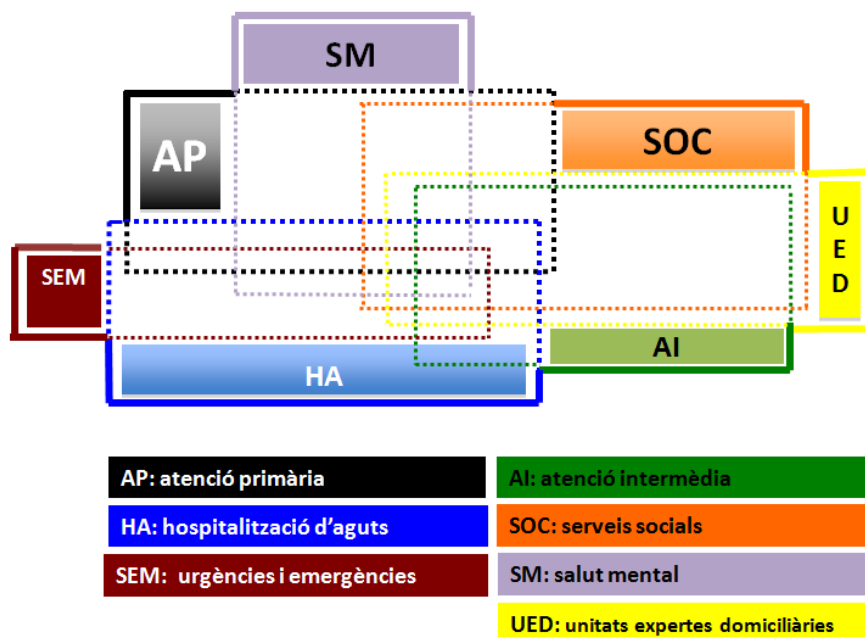 SM
AP
SOC
U
E
D
SEM
AI
HA
AP: atenció primària
AI: atenció intermèdia
HA: hospitalització d'aguts
SOC: serveis socials
SEM: urgències i emergències
SM: salut mental
UED: unitats expertes domiciliàries